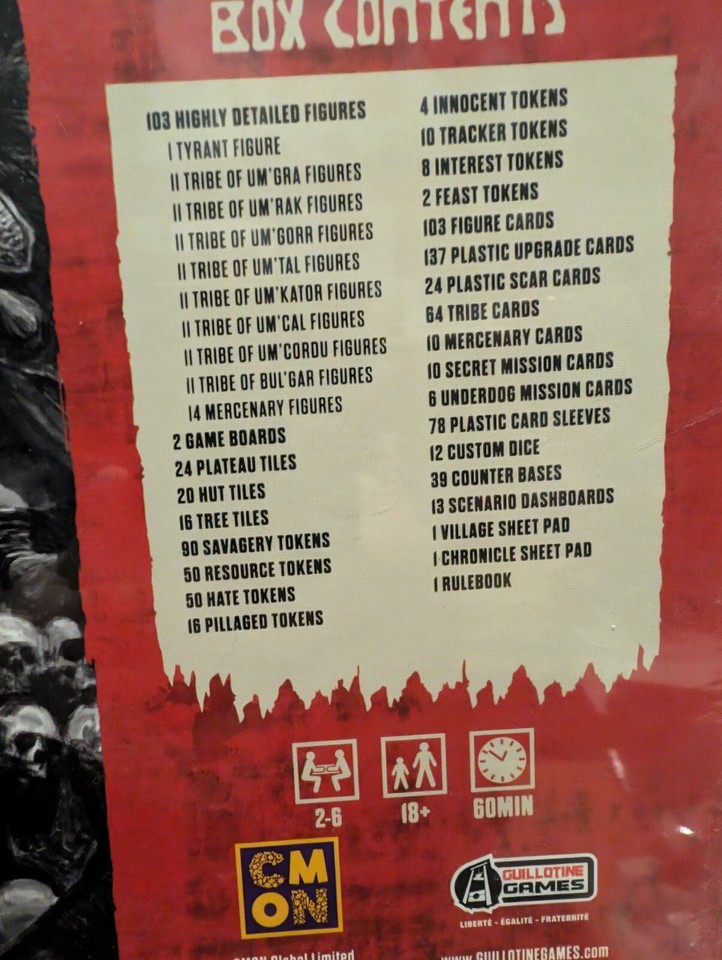 BOX CONTENTS
103 HIGHLY DETAILED FIGURES
1 TYRANT FIGURE
11 TRIBE OF UM'GRA FIGURES
11 TRIBE OF UM'RAK FIGURES
11 TRIBE OF UM'GORR FIGURES
11 TRIBE OF UM'TAL FIGURES
11 TRIBE OF UM'KATOR FIGURES
11 TRIBE OF UM'CAL FIGURES
11 TRIBE OF UM'CORDU FIGURES
11 TRIBE OF BUL'GAR FIGURES
14 MERCENARY FIGURES
2 GAME BOARDS
24 PLATEAU TILES
20 HUT TILES
16 TREE TILES
90 SAVAGERY TOKENS
50 RESOURCE TOKENS
50 HATE TOKENS
16 PILLAGED TOKENS
4 INNOCENT TOKENS
10 TRACKER TOKENS
8 INTEREST TOKENS
2 FEAST TOKENS
103 FIGURE CARDS
137 PLASTIC UPGRADE CARDS
24 PLASTIC SCAR CARDS
64 TRIBE CARDS
10 MERCENARY CARDS
10 SECRET MISSION CARDS
6 UNDERDOG MISSION CARDS
78 PLASTIC CARD SLEEVES
12 CUSTOM DICE
39 COUNTER BASES
13 SCENARIO DASHBOARDS
1 VILLAGE SHEET PAD
1 CHRONICLE SHEET PAD
1 RULEBOOK
2-6
18+
60MIN
CM
ON
GUILLOTINE
GAMES
LIBERTÉ - ÉGALITÉ - FRATERNITÉ
CMON Global Limited
www.GUILLOTINEGAMES.com